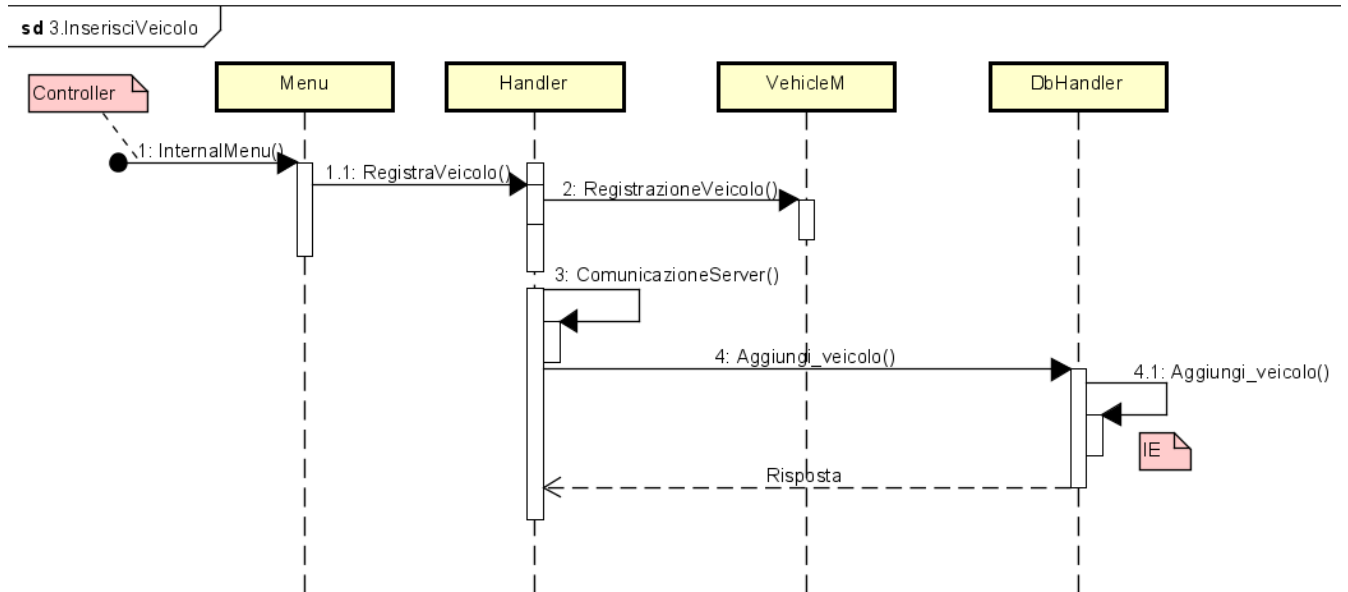 sd 3.InserisciVeicolo
Controller
Menu
Handler
VehicleM
DbHandler
1: InternalMenu()
1.1: RegistraVeicolo()
2: RegistrazioneVeicolo()
3: ComunicazioneServer()
4: Aggiungi_veicolo()
4.1: Aggiungi_veicolo()
IE
Risposta